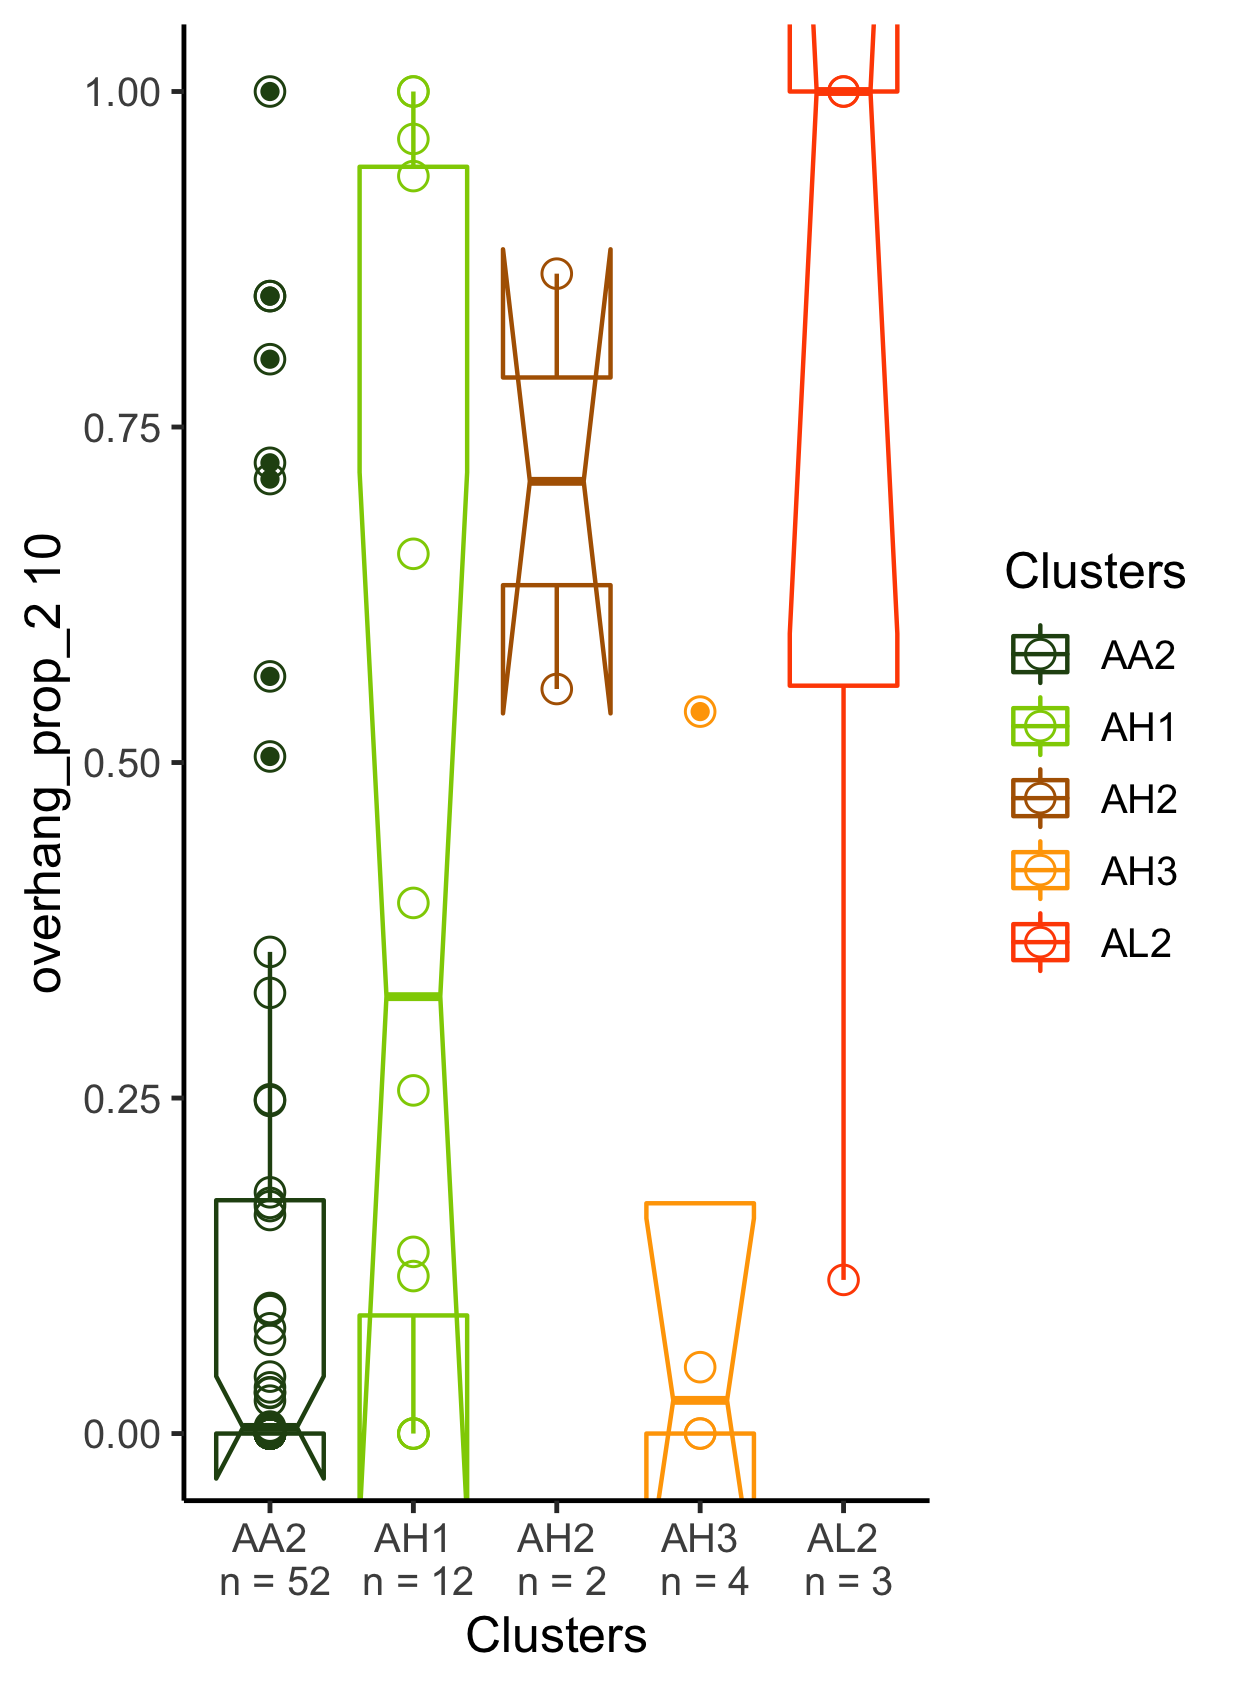 overhang_prop_2 10
1.00
0.75
0.50
0.25
0.00
AA2 AH1 AH2 AH3 AL2
n = 52 n = 12 n = 2 n = 4 n = 3
Clusters
Clusters
AA2
AH1
AH2
AH3
AL2